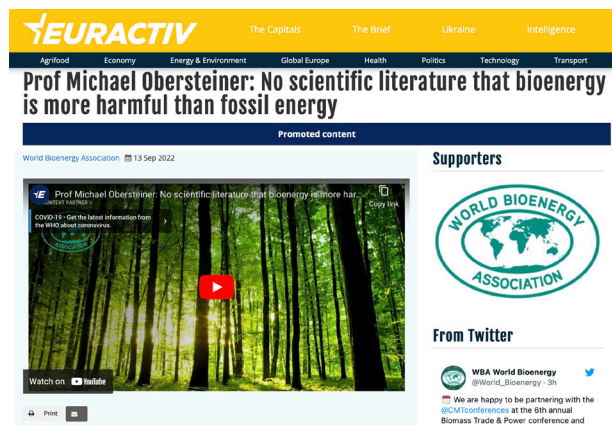 EURACTIV
The Capitals The Brief Ukraine Intelligence
Agrifood Economy Energy & Environment Global Europe Health Politics Technology Transport
Prof Michael Obersteiner: No scientific literature that bioenergy
is more harmful than fossil energy
Promoted content
World Bioenergy Association 13 Sep 2022
Prof Michael Obersteiner: No scientific literature that bioenergy is more har...
CONTENT PARTNER
Copy link
COVID-19 • Get the latest information from
the WHO about coronavirus.
ASSOCIATION
Watch on YouTube
Print
Supporters
WORLD BIOENERGY
ASSOCIATION
From Twitter
WBA World Bioenergy
@World_Bioenergy · 3h
We are happy to be partnering with the
@CMTconferences at the 6th annual
Biomass Trade & Power conference and